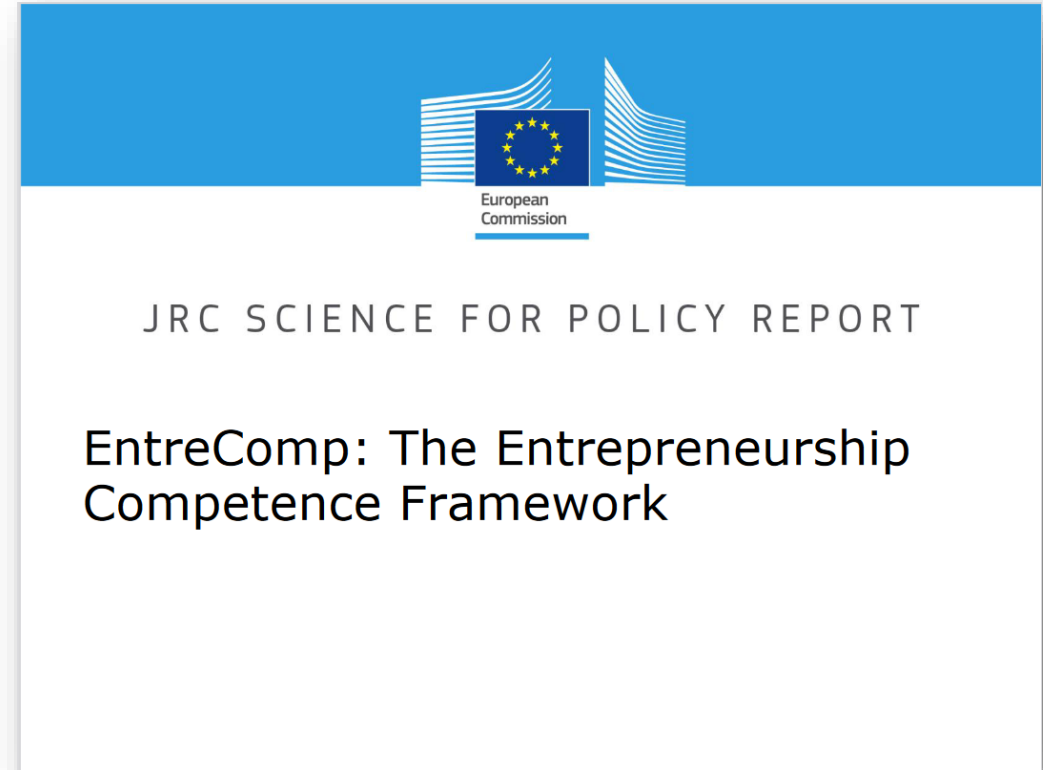 European
Commission
JRC SCIENCE FOR POLICY REPORT
EntreComp: The Entrepreneurship
Competence Framework